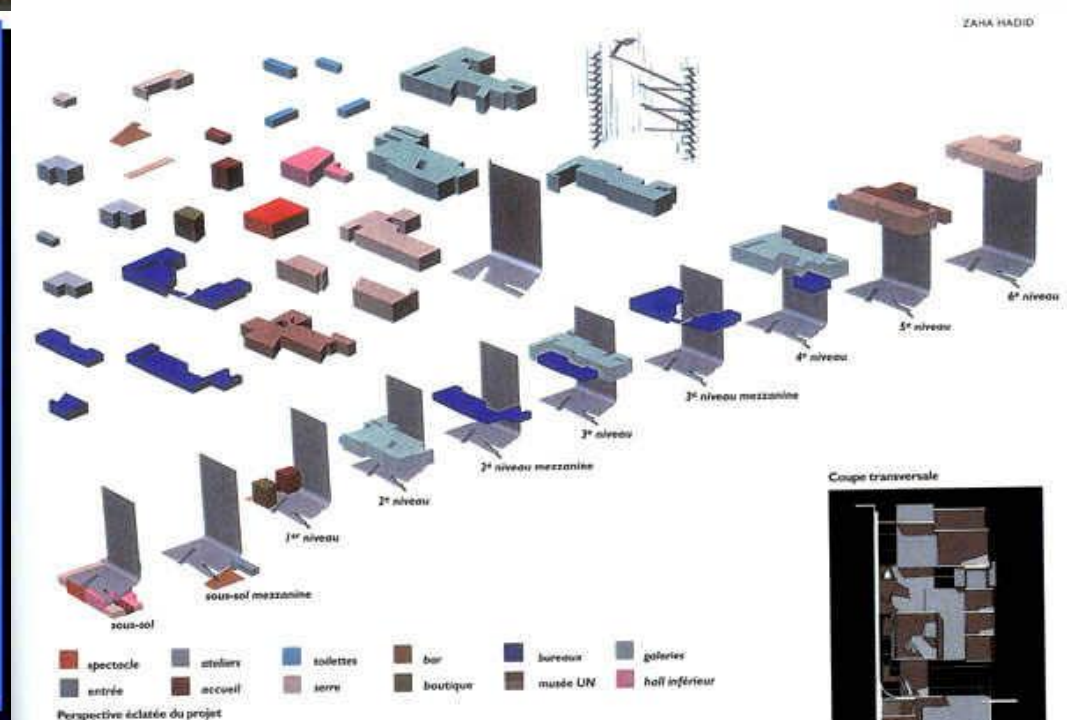 ZAHA HADID
6e niveau
5e niveau
4e niveau
3e niveau mezzanine
3e niveau
2e niveau mezzanine
2e niveau
1er niveau
sous-sol mezzanine
sous-sol
Coupe transversale
spectacle
ateliers
toilettes
bar
bureaux
galeries
entrée
accueil
serre
boutique
musée UN
hall inférieur
Perspective éclatée du projet